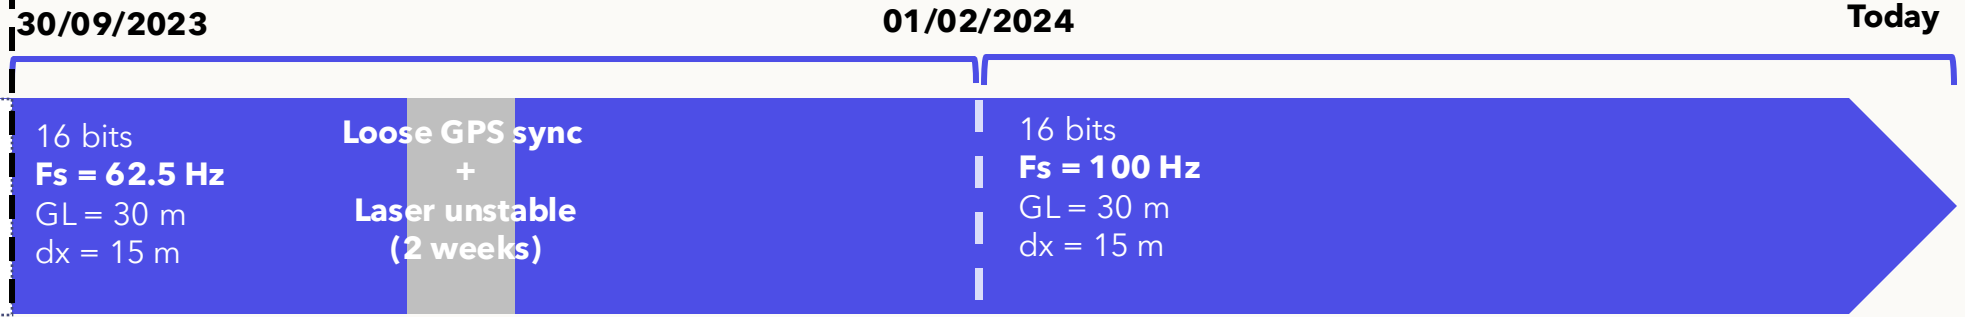 30/09/2023
01/02/2024
Today
16 bits
Fs = 62.5 Hz
GL = 30 m
dx = 15 m
Loose GPS sync
+
Laser unstable
(2 weeks)
16 bits
Fs = 100 Hz
GL = 30 m
dx = 15 m